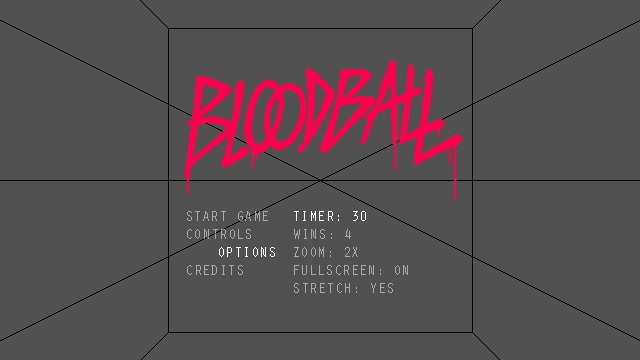 BLOODBALL
START GAME TIMER: 30
CONTROLS WINS: 4
OPTIONS ZOOM: 2X
CREDITS FULLSCREEN: ON
STRETCH: YES